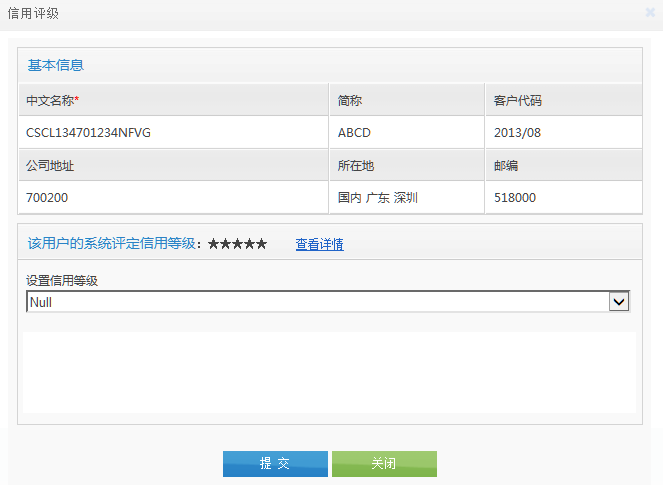 信用评级
基本信息
中文名称* 简称 客户代码
CSCL134701234NFVG ABCD 2013/08
公司地址 所在地 邮编
700200 国内 广东 深圳 518000
该用户的系统评定信用等级：★★★★★ 查看详情
设置信用等级
Null
提 交 关闭